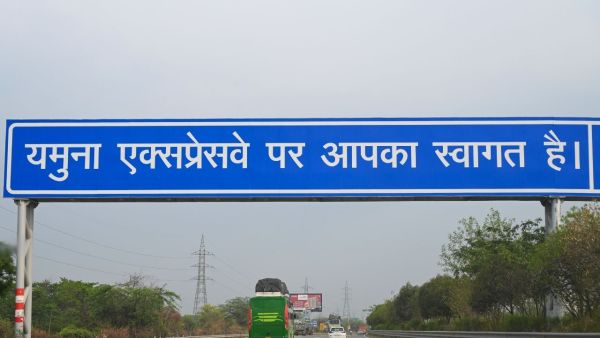 यमुना एक्सप्रेसवे पर आपका स्वागत है।